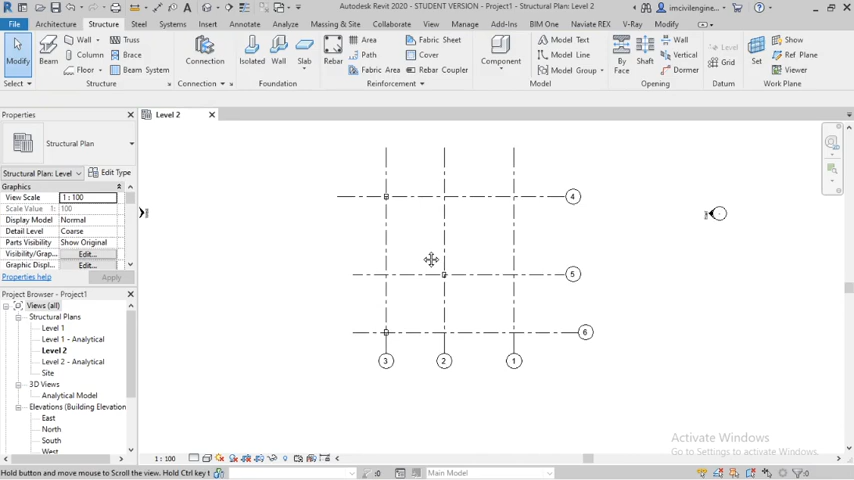 Autodesk Revit 2020 - STUDENT VERSION - Project1 - Structural Plan: Level 2
imcivilengine...
File Architecture Structure Steel Systems Insert Annotate Analyze Massing & Site Collaborate View Manage Add-Ins BIM One Naviate REX V-Ray Modify
Modify Beam Wall Truss Column Brace Floor Beam System
Connection Isolated Wall Slab
Rebar Area Fabric Sheet Path Cover Fabric Area Rebar Coupler
Component Model Text Model Line Model Group
By Face Shaft Wall Vertical Dormer
Level Grid
Set Show Ref Plane Viewer
Select Structure Connection Foundation Reinforcement Model Opening Datum Work Plane
Properties
Level 2
Structural Plan
Structural Plan: Level Edit Type
Graphics
View Scale 1 : 100
Scale Value 1: 100
Display Model Normal
Detail Level Coarse
Parts Visibility Show Original
Visibility/Grap... Edit...
Graphic Displ... Edit...
Properties help Apply
Project Browser - Project1
Views (all)
Structural Plans
Level 1
Level 1 - Analytical
Level 2
Level 2 - Analytical
Site
3D Views
Analytical Model
Elevations (Building Elevation
East
North
South
West
4
5
6
3 2 1
Activate Windows
Go to Settings to activate Windows.
1 : 100
Hold button and move mouse to Scroll the view. Hold Ctrl key t
:0 Main Model :0